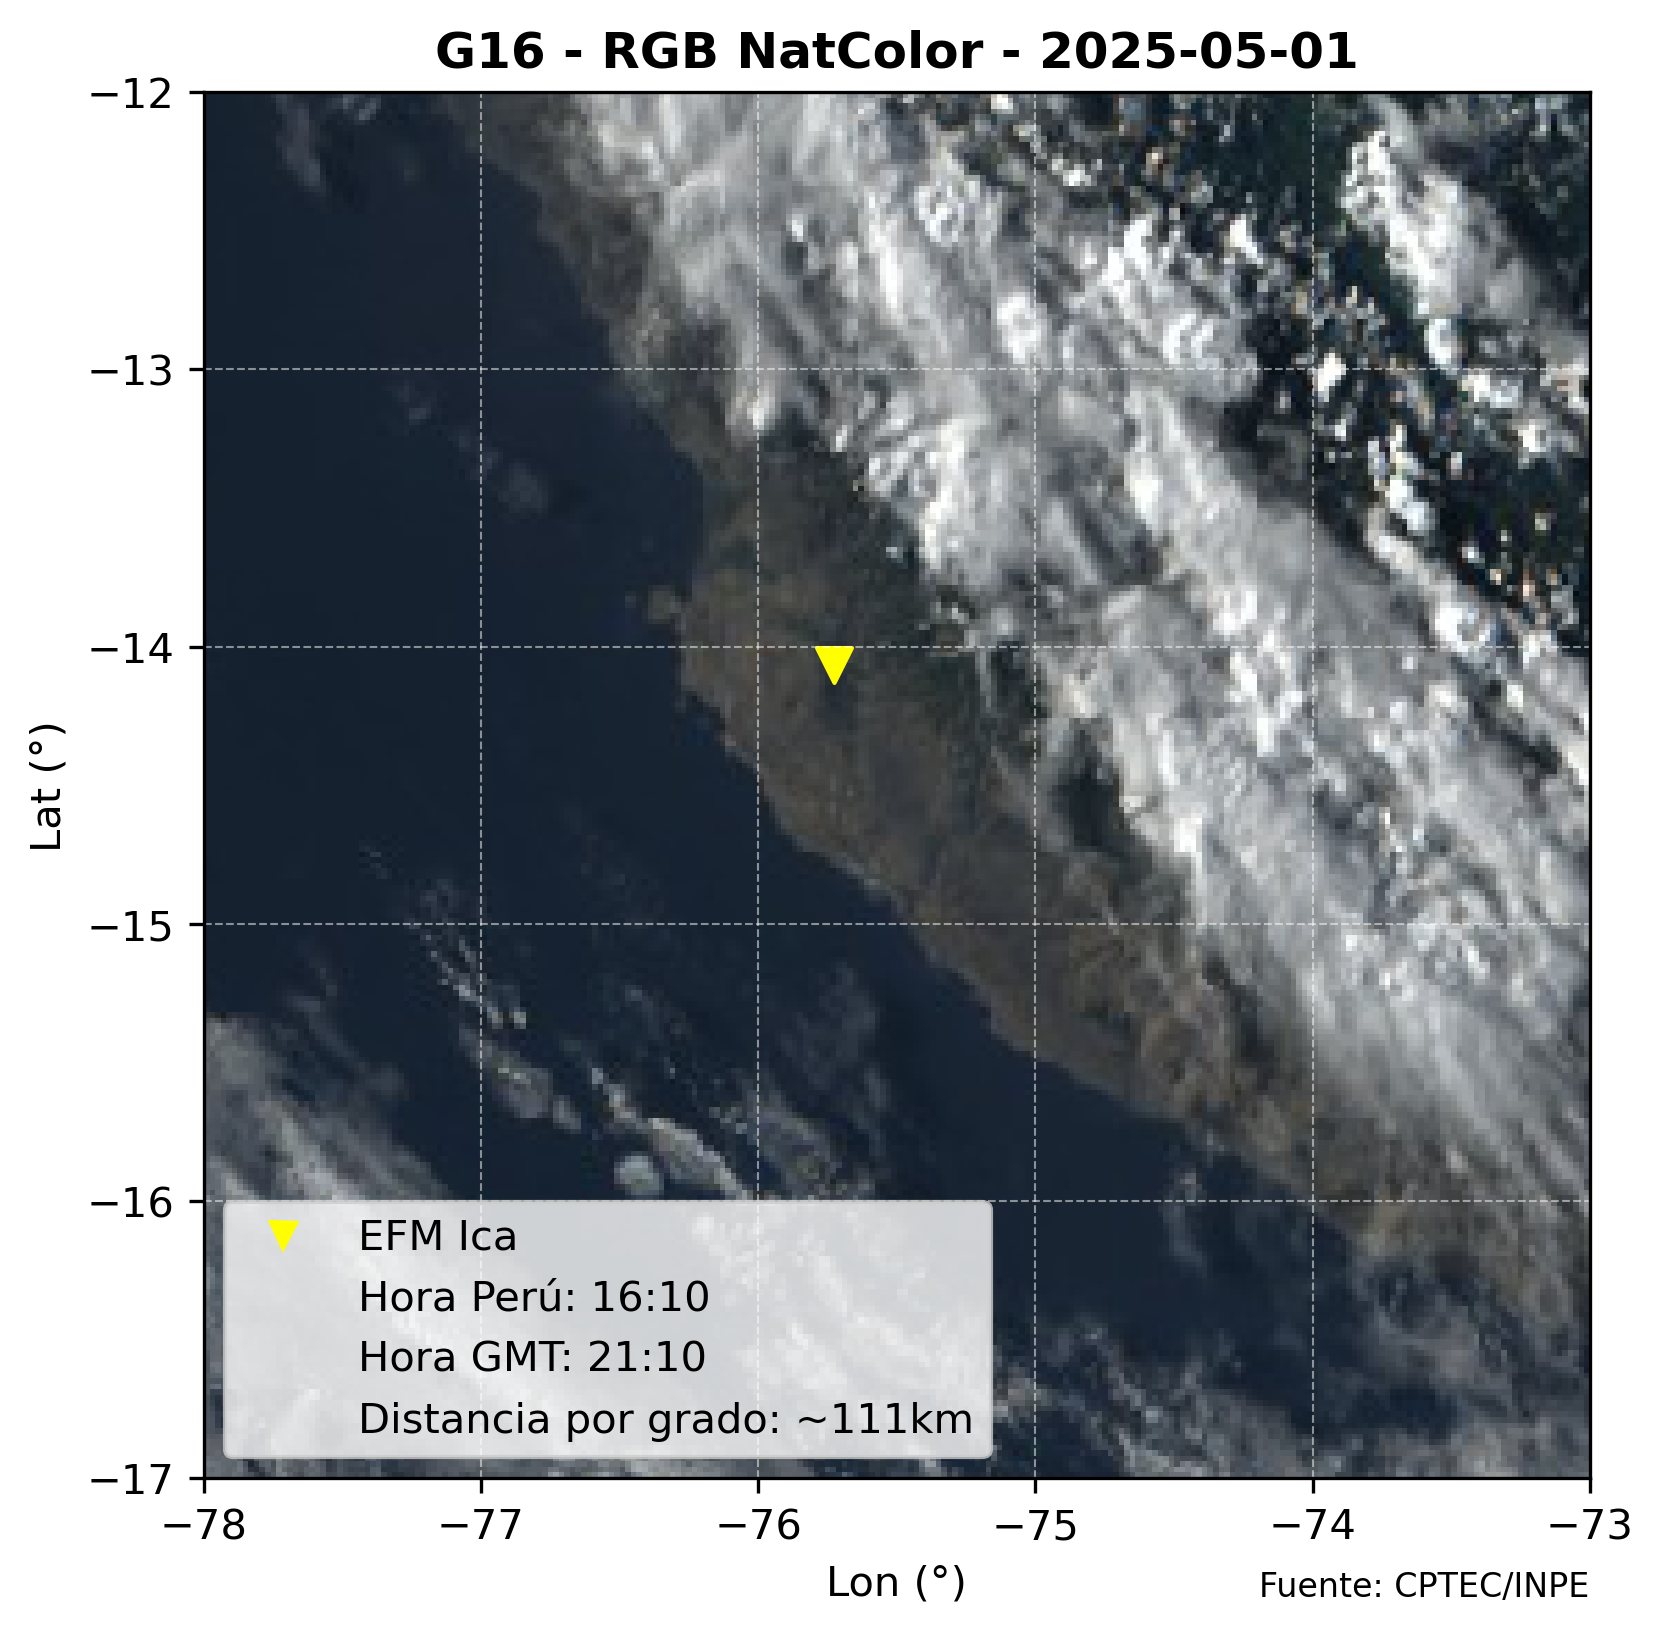 G16 - RGB NatColor - 2025-05-01
−12
−13
−14
−15
−16
−17
Lat (°)
EFM Ica
Hora Perú: 16:10
Hora GMT: 21:10
Distancia por grado: ~111km
−78 −77 −76 −75 −74 −73
Lon (°)
Fuente: CPTEC/INPE